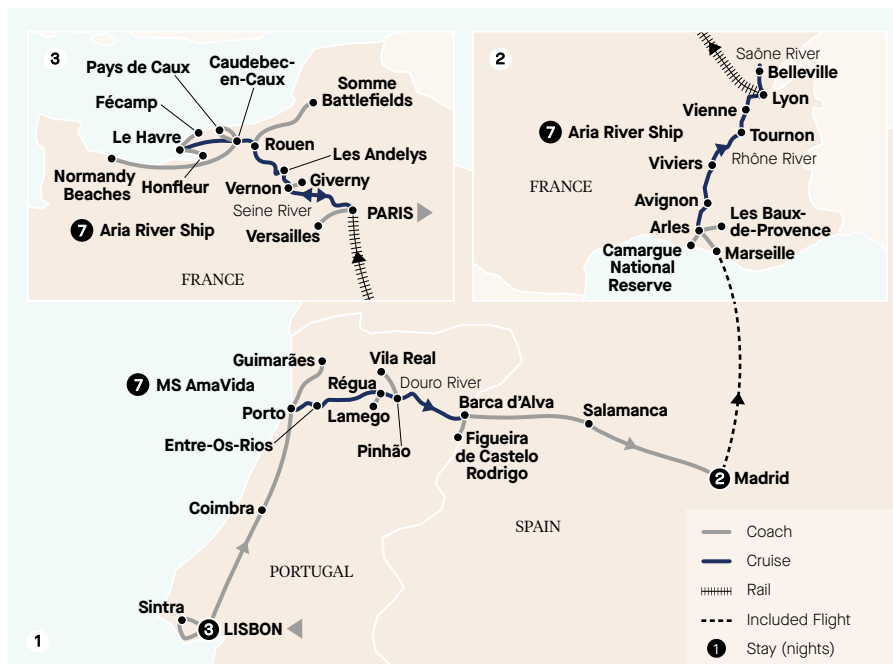 3
Pays de Caux
Caudebec-
en-Caux
Fécamp
Somme
Battlefields
Le Havre
Rouen
Les Andelys
Normandy
Beaches
Honfleur
Vernon
Giverny
Seine River
PARIS
7 Aria River Ship
Versailles
FRANCE
2
Saône River
Belleville
Lyon
Vienne
7 Aria River Ship
Tournon
Viviers
Rhône River
FRANCE
Avignon
Arles
Les Baux-
de-Provence
Camargue
National
Reserve
Marseille
Guimarães
Vila Real
7 MS AmaVida
Régua
Douro River
Porto
Lamego
Barca d’Alva
Salamanca
Entre-Os-Rios
Pinhão
Figueira
de Castelo
Rodrigo
2 Madrid
Coimbra
SPAIN
PORTUGAL
Sintra
3 LISBON
1
Coach
Cruise
Rail
Included Flight
1 Stay (nights)